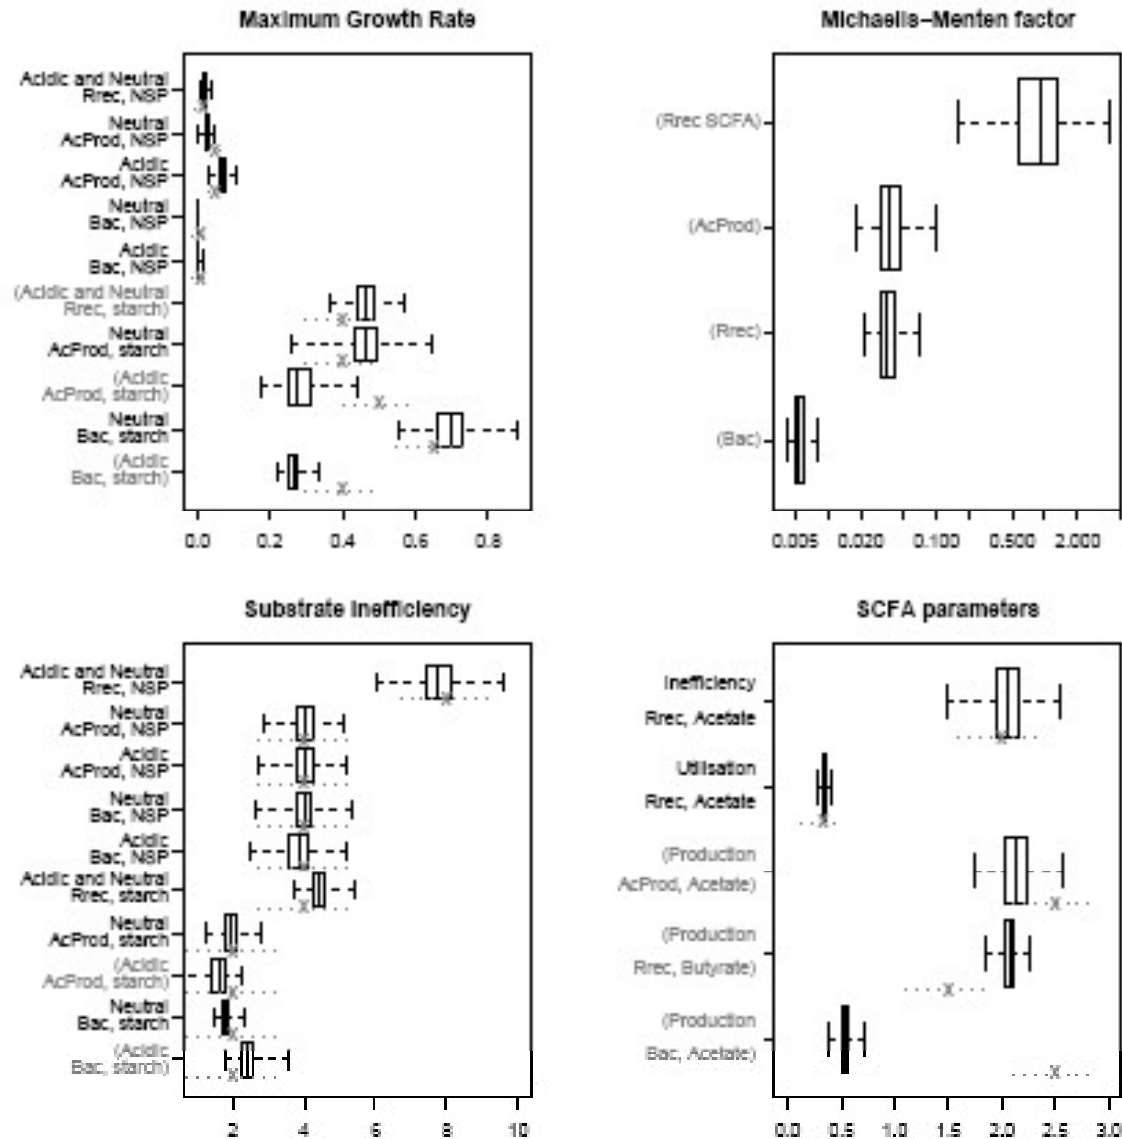 Maximum Growth Rate
Acidic and Neutral
Rrec, NSP
Neutral
AcProd, NSP
Acidic
AcProd, NSP
Neutral
Bac, NSP
Acidic
Bac, NSP
(Acidic and Neutral
Rrec, starch)
Neutral
AcProd, starch
(Acidic
AcProd, starch)
Neutral
Bac, starch
(Acidic
Bac, starch)
0.0 0.2 0.4 0.6 0.8
Michaelis-Menten factor
(Rrec SCFA)
(AcProd)
(Rrec)
(Bac)
0.005 0.020 0.100 0.500 2.000
Substrate Inefficiency
Acidic and Neutral
Rrec, NSP
Neutral
AcProd, NSP
Acidic
AcProd, NSP
Neutral
Bac, NSP
Acidic
Bac, NSP
Acidic and Neutral
Rrec, starch
Neutral
AcProd, starch
(Acidic
AcProd, starch)
Neutral
Bac, starch
(Acidic
Bac, starch)
2 4 6 8 10
SCFA parameters
Inefficiency
Rrec, Acetate
Utilisation
Rrec, Acetate
(Production
AcProd, Acetate)
(Production
Rrec, Butyrate)
(Production
Bac, Acetate)
0.0 0.5 1.0 1.5 2.0 2.5 3.0